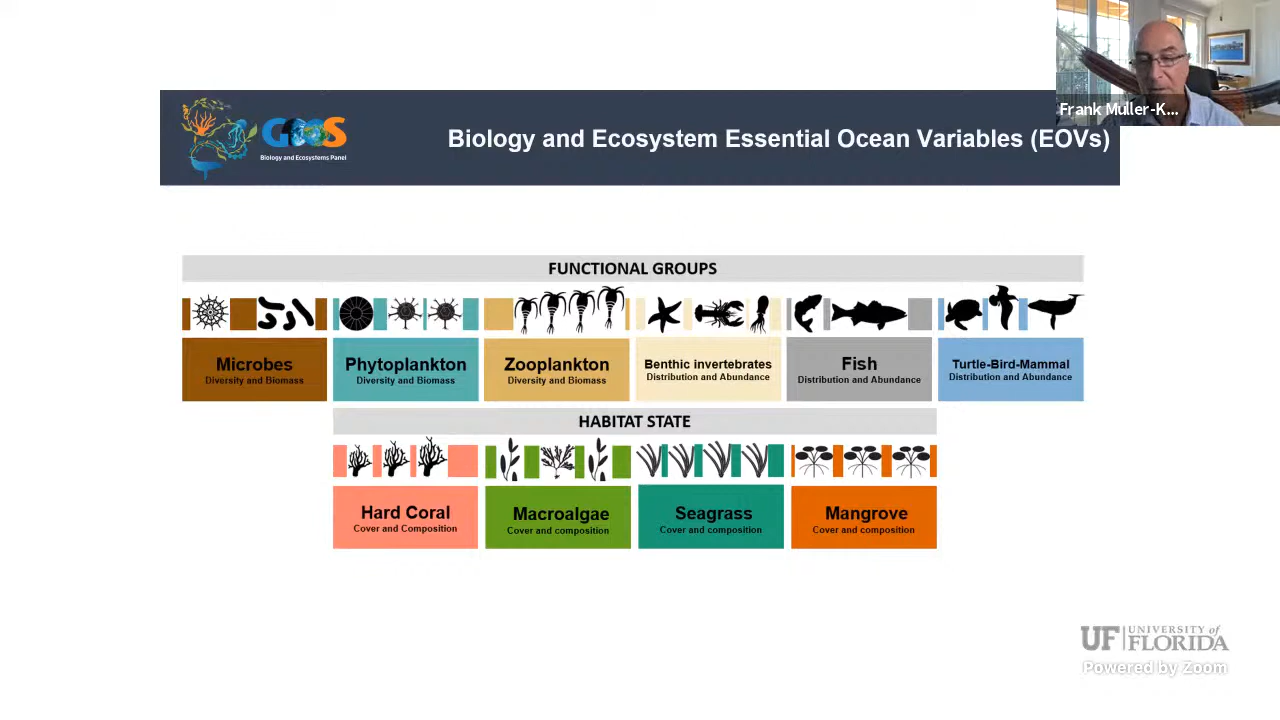 Frank Muller-K...
GOOS
Biology and Ecosystems Panel
Biology and Ecosystem Essential Ocean Variables (EOVs)
FUNCTIONAL GROUPS
Microbes
Diversity and Biomass
Phytoplankton
Diversity and Biomass
Zooplankton
Diversity and Biomass
Benthic invertebrates
Distribution and Abundance
Fish
Distribution and Abundance
Turtle-Bird-Mammal
Distribution and Abundance
HABITAT STATE
Hard Coral
Cover and Composition
Macroalgae
Cover and composition
Seagrass
Cover and composition
Mangrove
Cover and composition
UF UNIVERSITY of
FLORIDA
Powered by Zoom